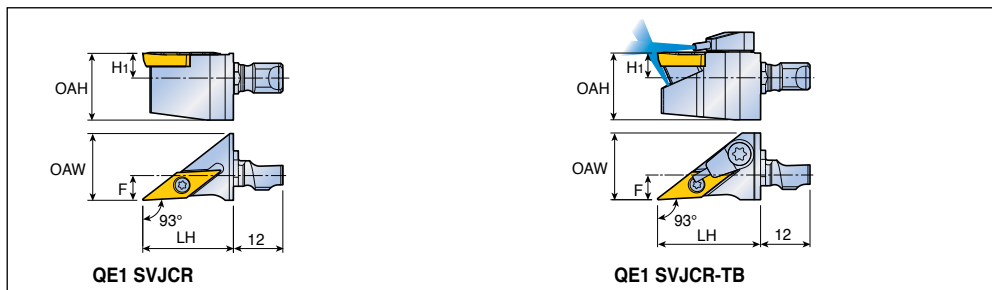 H1
OAH
OAW
F
93°
LH
12
QE1 SVJCR
H1
OAH
OAW
F
93°
LH
12
QE1 SVJCR-TB